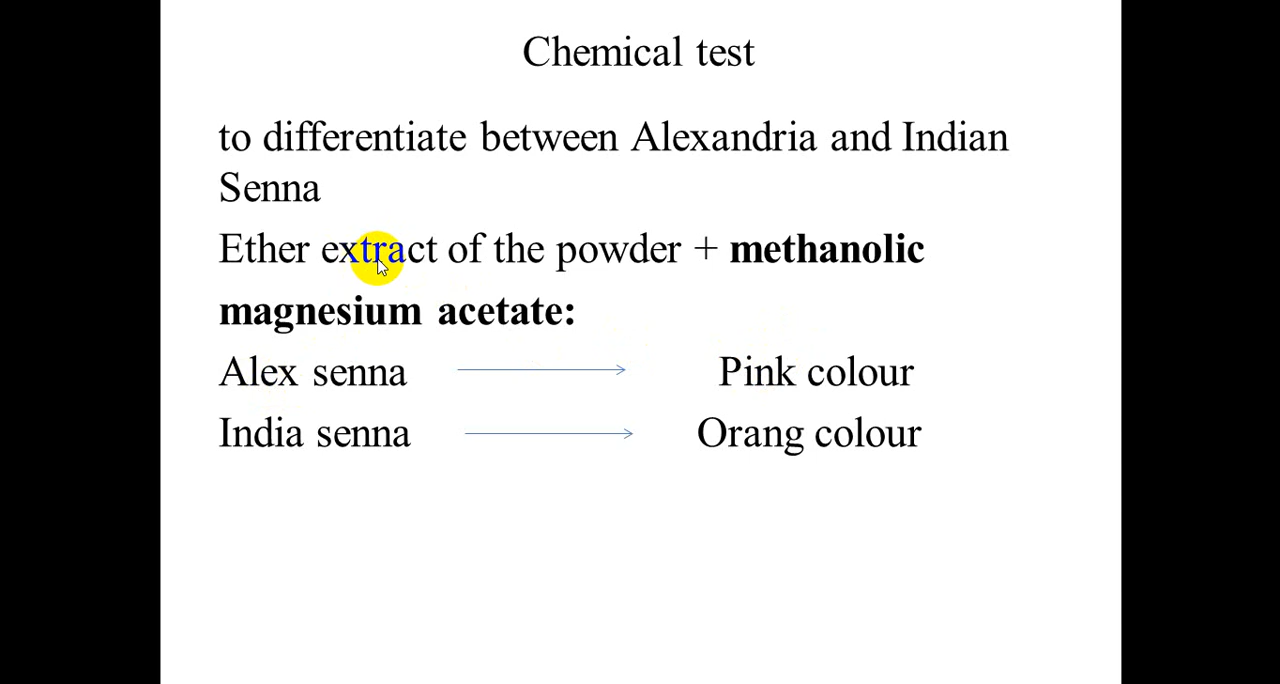 Chemical test
to differentiate between Alexandria and Indian
Senna
Ether extract of the powder + methanolic
magnesium acetate:
Alex senna Pink colour
India senna Orang colour